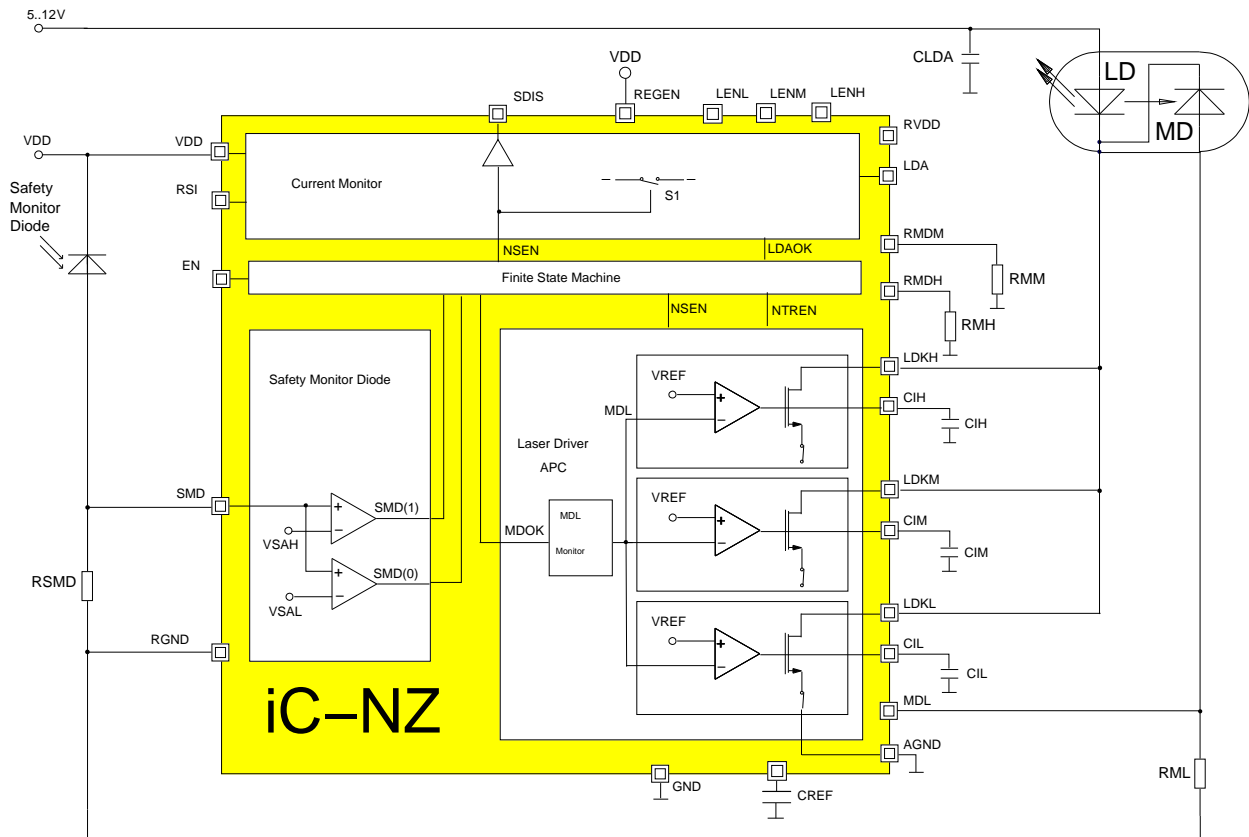 5..12V
CLDA
LD
MD
VDD
SDIS
REGEN
LENL
LENM
LENH
RVDD
VDD
VDD
LDA
Current Monitor
S1
RSI
Safety
Monitor
Diode
NSEN
LDAOK
RMDM
RMM
EN
Finite State Machine
RMDH
RMH
NSEN
NTREN
Safety Monitor Diode
LDKH
VREF
+
−
MDL
CIH
CIH
Laser Driver
APC
LDKM
VREF
+
−
SMD
+
−
SMD(1)
VSAH
MDOK
MDL
Monitor
CIM
CIM
RSMD
+
−
SMD(0)
VSAL
LDKL
VREF
+
−
RGND
CIL
CIL
iC–NZ
MDL
AGND
GND
CREF
RML